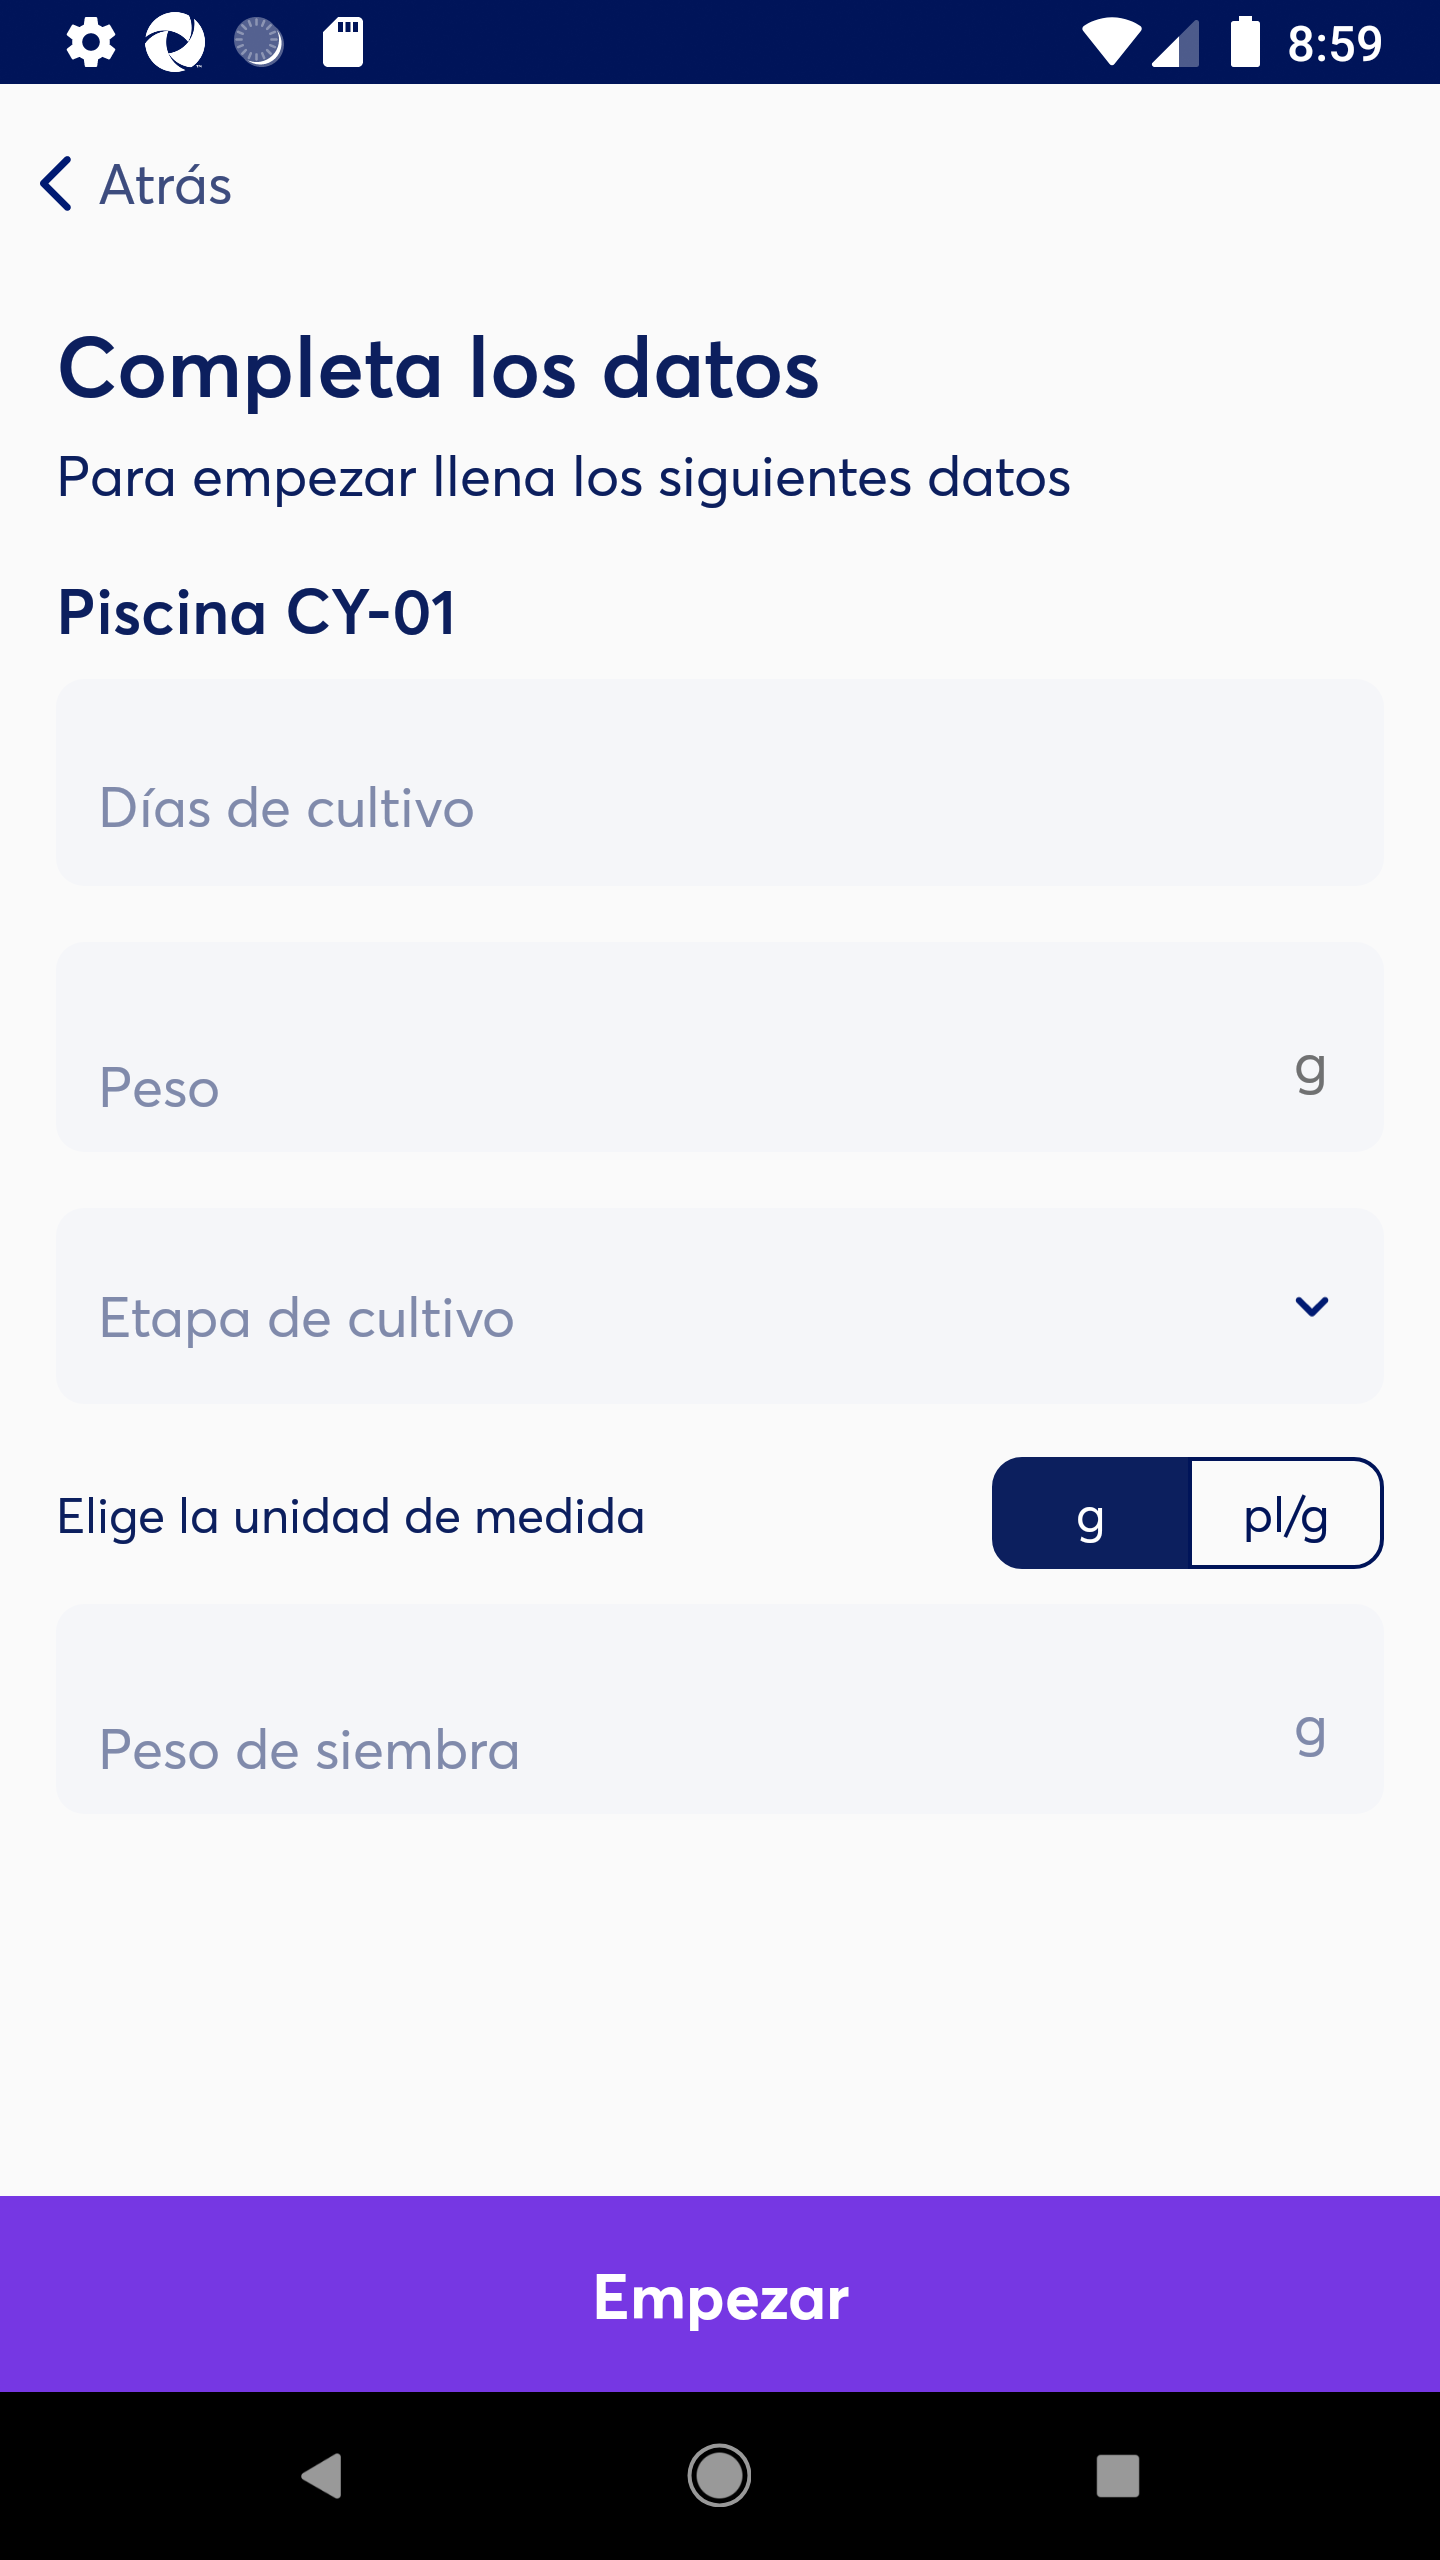 8:59
Atrás
Completa los datos
Para empezar llena los siguientes datos
Piscina CY-01
Días de cultivo
Peso
g
Etapa de cultivo
Elige la unidad de medida
g
pl/g
Peso de siembra
g
Empezar